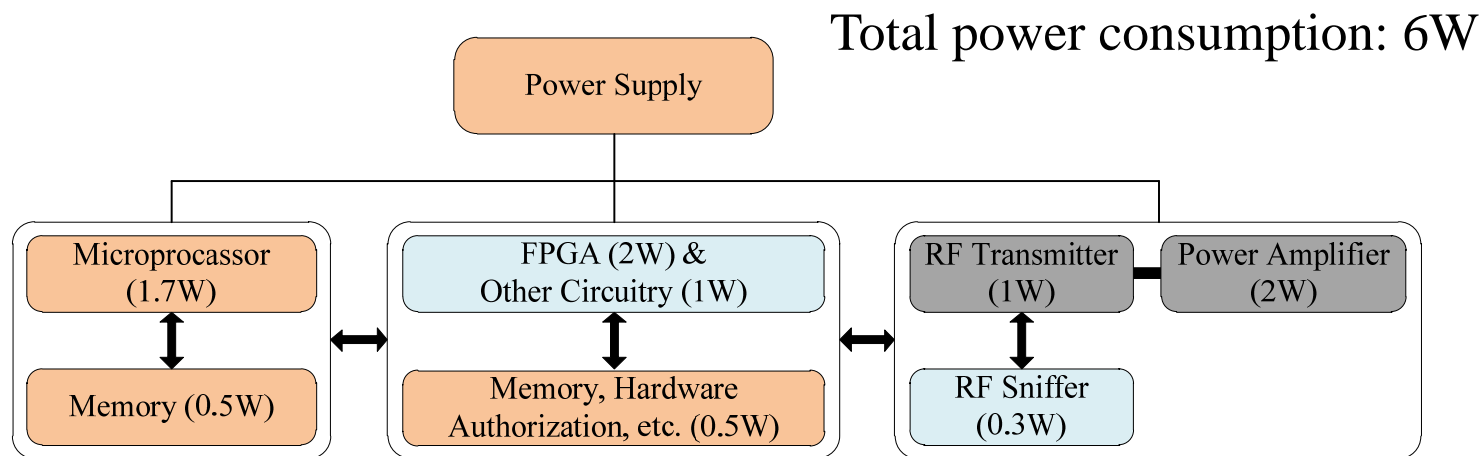 Total power consumption: 6W
Power Supply
Microprocassor
(1.7W)
Memory (0.5W)
FPGA (2W) &
Other Circuitry (1W)
Memory, Hardware
Authorization, etc. (0.5W)
RF Transmitter
(1W)
Power Amplifier
(2W)
RF Sniffer
(0.3W)